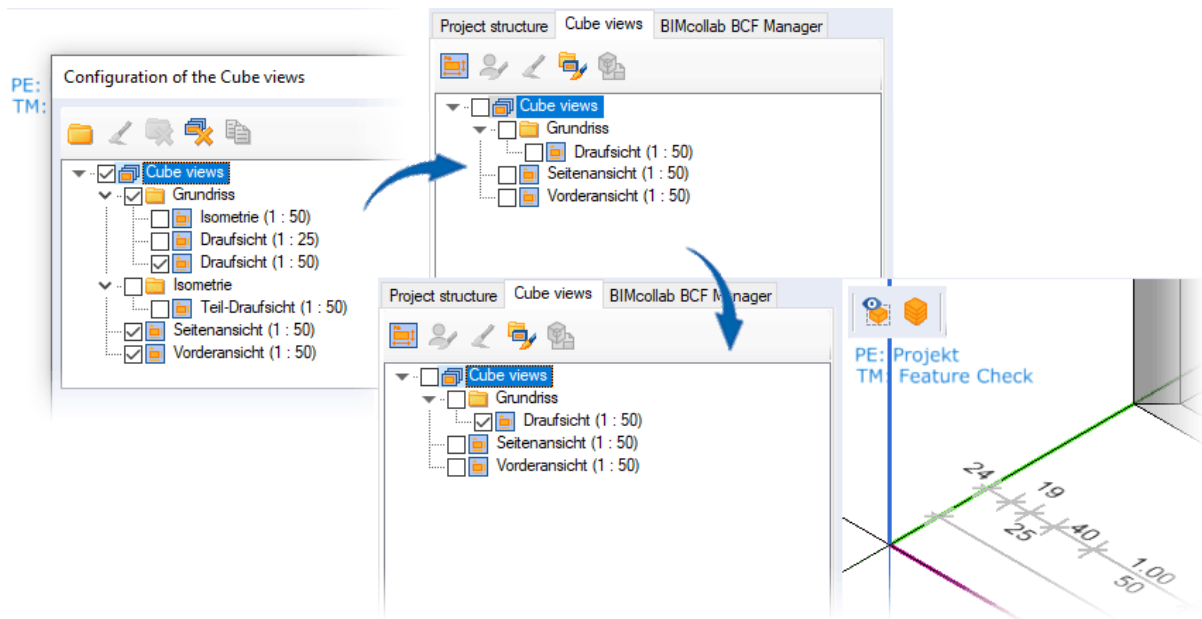 PE:
TM:
Configuration of the Cube views
Cube views
Grundriss
Isometrie (1 : 50)
Draufsicht (1 : 25)
Draufsicht (1 : 50)
Isometrie
Teil-Draufsicht (1 : 50)
Seitenansicht (1 : 50)
Vorderansicht (1 : 50)
Project structure Cube views BIMcollab BCF Manager
Cube views
Grundriss
Draufsicht (1 : 50)
Seitenansicht (1 : 50)
Vorderansicht (1 : 50)
Project structure Cube views BIMcollab BCF Manager
Cube views
Grundriss
Draufsicht (1 : 50)
Seitenansicht (1 : 50)
Vorderansicht (1 : 50)
PE: Projekt
TM: Feature Check
24
19
25
40
1.00
50